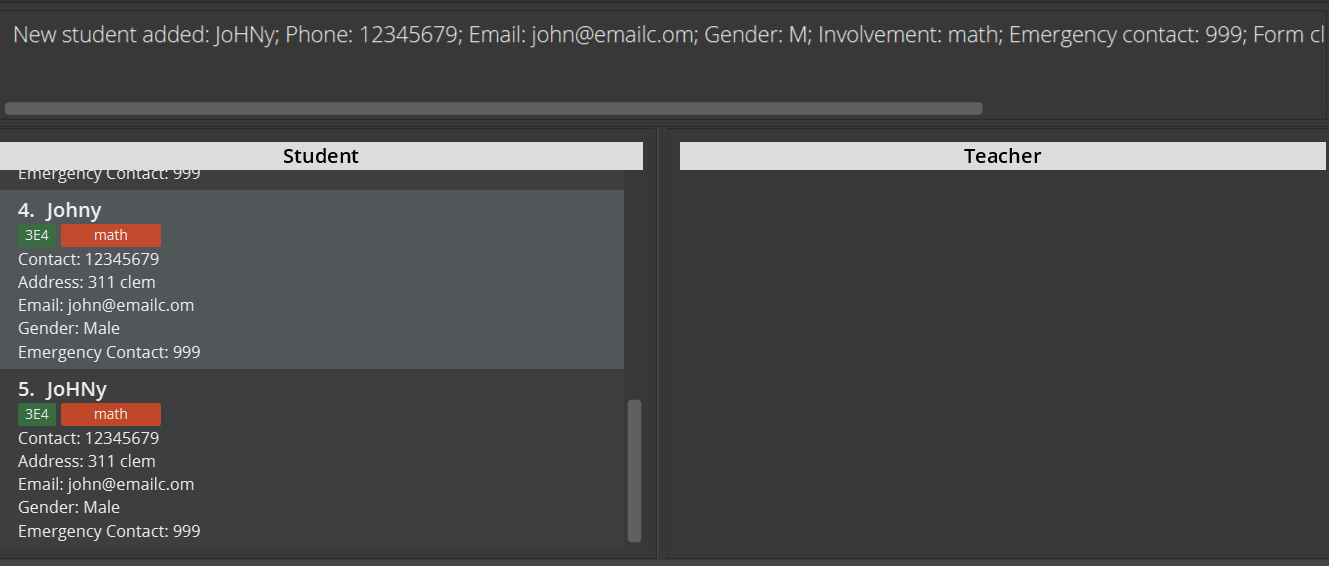 New student added: JoHNy; Phone: 12345679; Email: john@emailc.om; Gender: M; Involvement: math; Emergency contact: 999; Form cl
Student
Teacher
Emergency Contact: 999
4. Johny
3E4 math
Contact: 12345679
Address: 311 clem
Email: john@emailc.om
Gender: Male
Emergency Contact: 999
5. JoHNy
3E4 math
Contact: 12345679
Address: 311 clem
Email: john@emailc.om
Gender: Male
Emergency Contact: 999